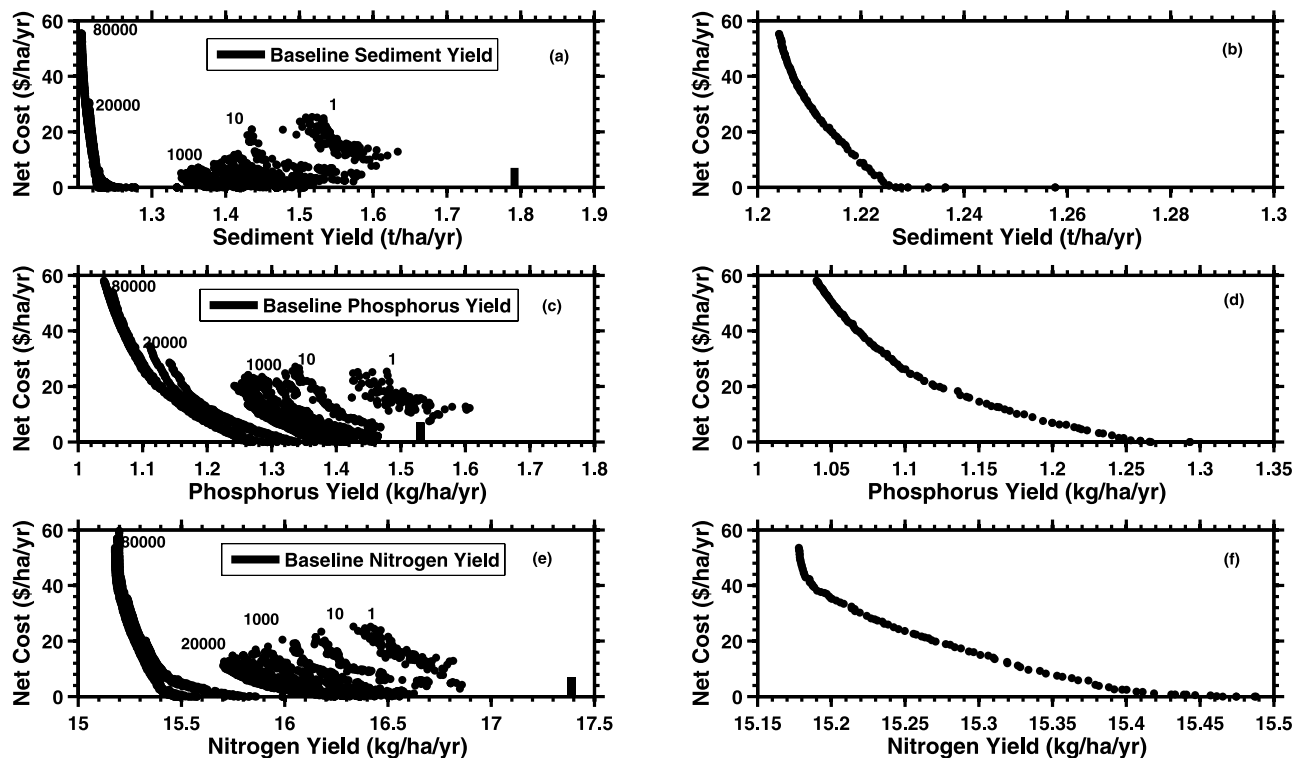 60
40
20
0
Net Cost ($/ha/yr)
80000
Baseline Sediment Yield
(a)
20000
10
1
1000
1.3 1.4 1.5 1.6 1.7 1.8 1.9
Sediment Yield (t/ha/yr)
60
40
20
0
Net Cost ($/ha/yr)
(b)
1.2 1.22 1.24 1.26 1.28 1.3
Sediment Yield (t/ha/yr)
60
40
20
0
Net Cost ($/ha/yr)
80000
Baseline Phosphorus Yield
(c)
20000
1000
10
1
1 1.1 1.2 1.3 1.4 1.5 1.6 1.7 1.8
Phosphorus Yield (kg/ha/yr)
60
40
20
0
Net Cost ($/ha/yr)
(d)
1 1.05 1.1 1.15 1.2 1.25 1.3 1.35
Phosphorus Yield (kg/ha/yr)
60
40
20
0
Net Cost ($/ha/yr)
80000
Baseline Nitrogen Yield
(e)
1000
10
1
20000
15 15.5 16 16.5 17 17.5
Nitrogen Yield (kg/ha/yr)
60
40
20
0
Net Cost ($/ha/yr)
(f)
15.15 15.2 15.25 15.3 15.35 15.4 15.45 15.5
Nitrogen Yield (kg/ha/yr)